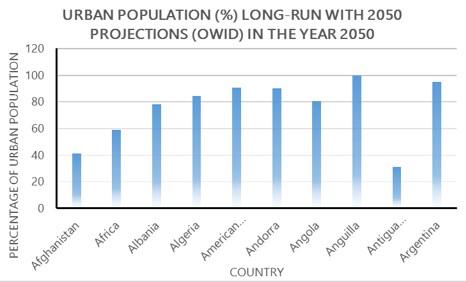 URBAN POPULATION (%) LONG-RUN WITH 2050
PROJECTIONS (OWID) IN THE YEAR 2050
PERCENTAGE OF URBAN POPULATION
120
100
80
60
40
20
0
Afghanistan
Africa
Albania
Algeria
American...
Andorra
Angola
Anguilla
Antigua...
Argentina
COUNTRY